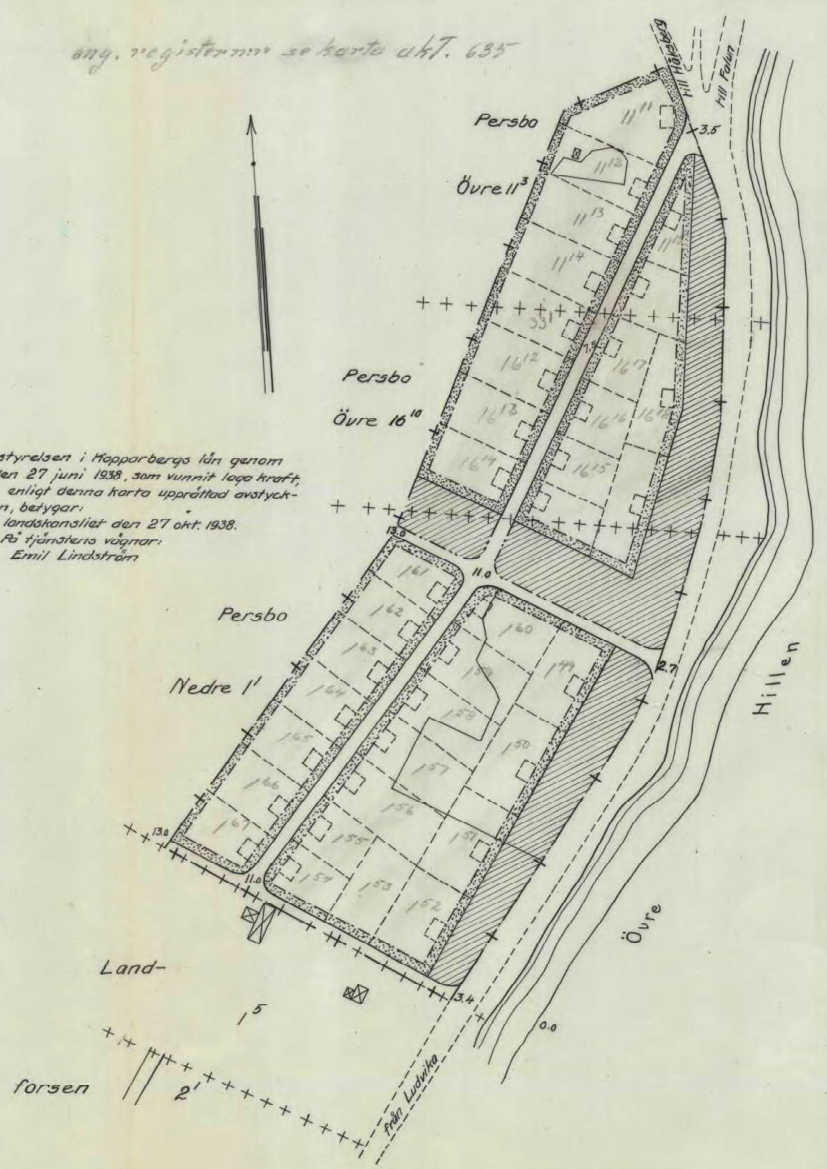 ang. registernnr se karta akt. 635
till Håksberg
till Falun
Persbo
Övre 11³
11¹¹
3.5
11¹²
11¹³
11¹⁴
33¹
16¹²
16¹³
16¹⁷
16¹⁶
16¹⁵
Persbo
Övre 16¹⁰
styrelsen i Kopparbergs län genom
en 27 juni 1938, som vunnit laga kraft,
enligt denna karta upprättad avstyck-
n, betygar:
landskansliet den 27 okt. 1938.
På tjänstens vägnar:
Emil Lindström
13.0
11.0
2.7
Persbo
Nedre 1¹
1⁶¹
1⁶²
1⁶³
1⁶⁴
1⁶⁵
1⁶⁶
1⁶⁷
1⁶⁰
1⁵⁹
1⁴⁹
1⁵⁸
1⁵⁰
1⁵⁷
1⁵⁶
1⁵¹
1⁵⁵
1⁵⁴
1⁵³
1⁵²
13.0
11.0
3.4
0.0
Hillen
Övre
Land-
1⁵
forsen
2¹
från Ludvika